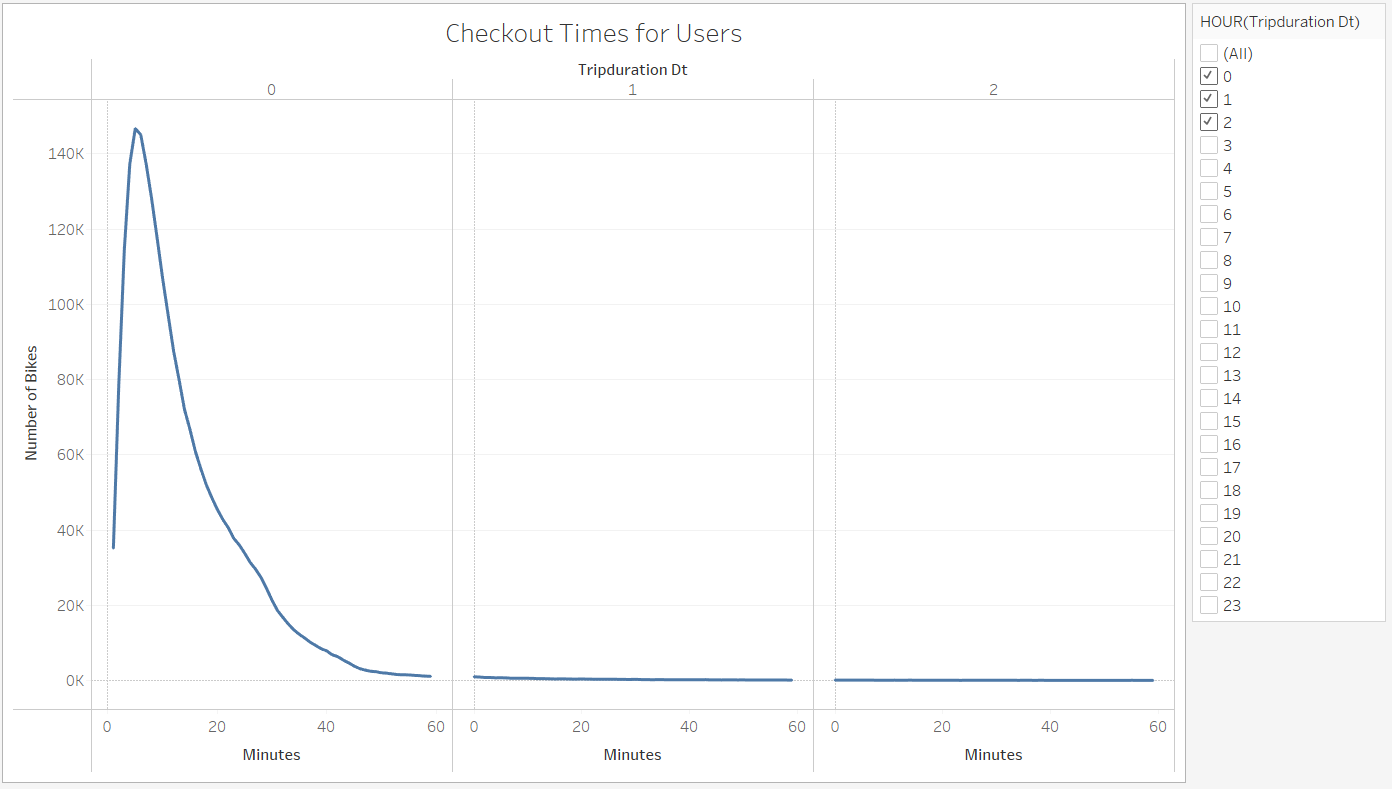 Checkout Times for Users
Tripduration Dt
0 1 2
140K
120K
100K
80K
60K
40K
20K
0K
Number of Bikes
0 20 40 60 0 20 40 60 0 20 40 60
Minutes Minutes Minutes
HOUR(Tripduration Dt)
(All)
0
1
2
3
4
5
6
7
8
9
10
11
12
13
14
15
16
17
18
19
20
21
22
23